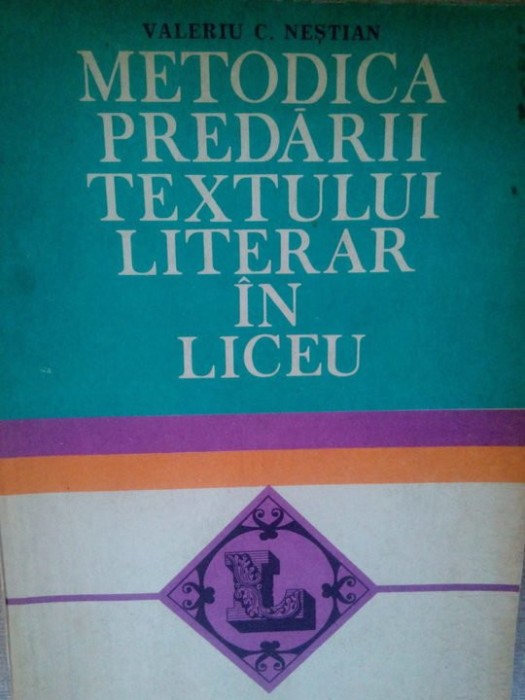 VALERIU C. NEȘTIAN
METODICA
PREDĂRII
TEXTULUI
LITERAR
ÎN
LICEU
L